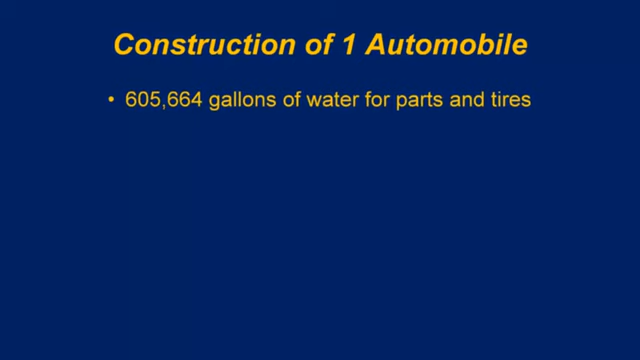 Construction of 1 Automobile
• 605,664 gallons of water for parts and tires